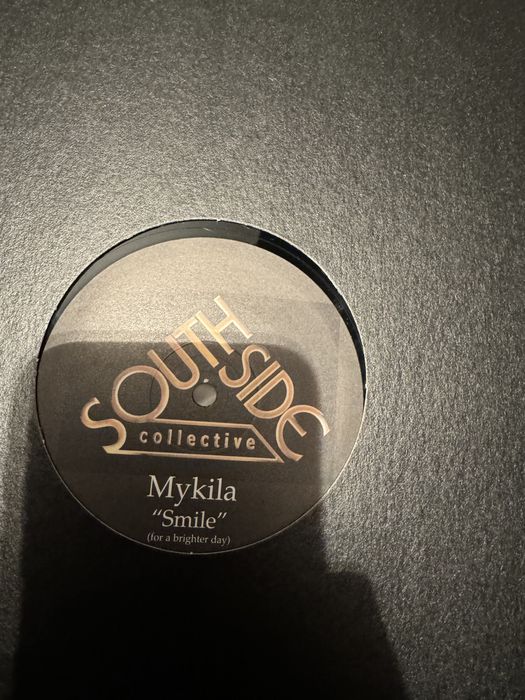 SOUTH
SIDE
collective
Mykila
“Smile”
(for a brighter day)